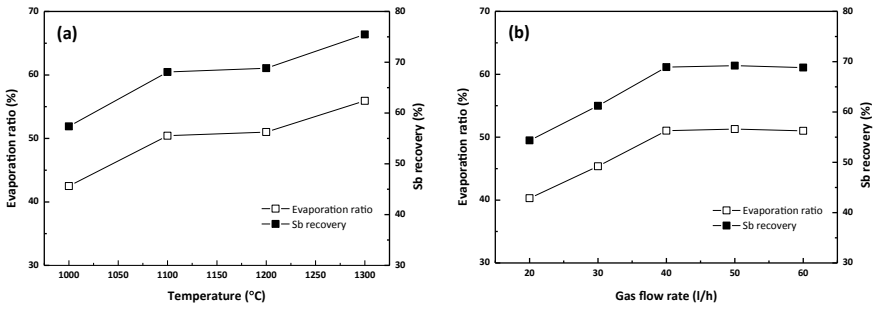 (a)
Evaporation ratio (%)
70
60
50
40
30
80
70
60
50
40
30
Sb recovery (%)
Evaporation ratio
Sb recovery
1000 1050 1100 1150 1200 1250 1300
Temperature (°C)
(b)
Evaporation ratio (%)
70
60
50
40
30
80
70
60
50
40
30
Sb recovery (%)
Evaporation ratio
Sb recovery
20 30 40 50 60
Gas flow rate (l/h)